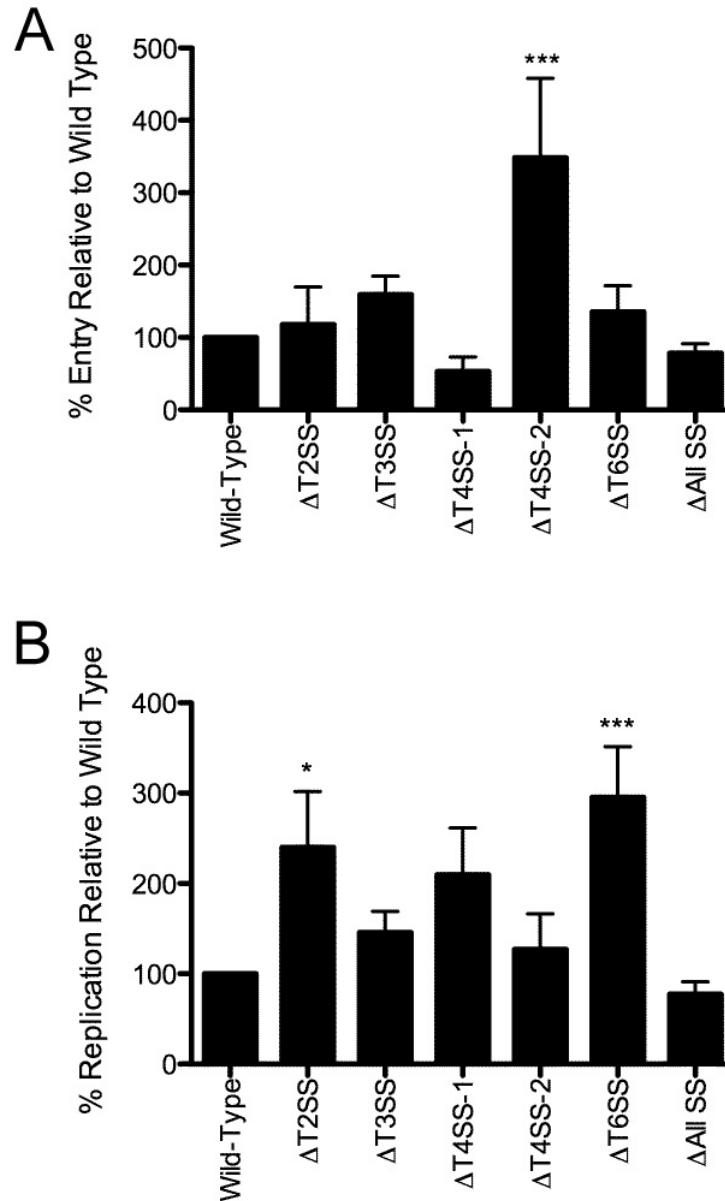 A
% Entry Relative to Wild Type
500
400
300
200
100
0
***
Wild-Type
ΔT2SS
ΔT3SS
ΔT4SS-1
ΔT4SS-2
ΔT6SS
ΔAll SS
B
% Replication Relative to Wild Type
400
300
200
100
0
*
***
Wild-Type
ΔT2SS
ΔT3SS
ΔT4SS-1
ΔT4SS-2
ΔT6SS
ΔAll SS